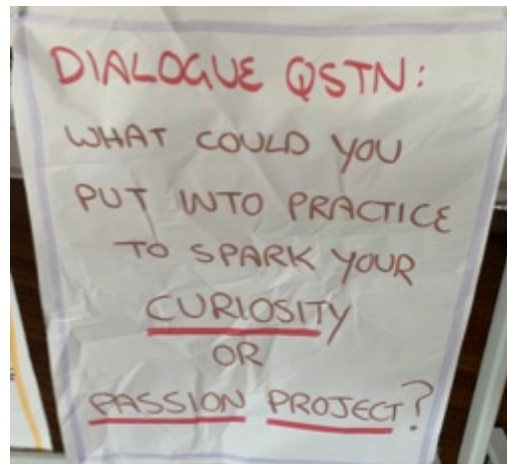 DIALOGUE QSTN:
WHAT COULD YOU
PUT INTO PRACTICE
TO SPARK YOUR
CURIOSITY
OR
PASSION PROJECT?